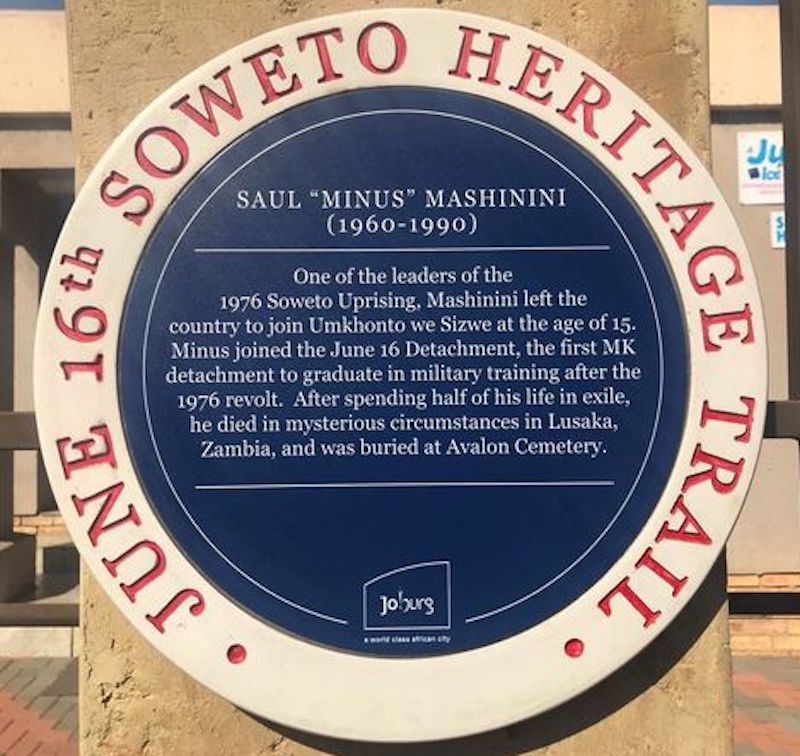 JUNE 16th SOWETO HERITAGE TRAIL
SAUL “MINUS” MASHININI
(1960-1990)
One of the leaders of the
1976 Soweto Uprising, Mashinini left the
country to join Umkhonto we Sizwe at the age of 15.
Minus joined the June 16 Detachment, the first MK
detachment to graduate in military training after the
1976 revolt. After spending half of his life in exile,
he died in mysterious circumstances in Lusaka,
Zambia, and was buried at Avalon Cemetery.
Joburg
a world class african city